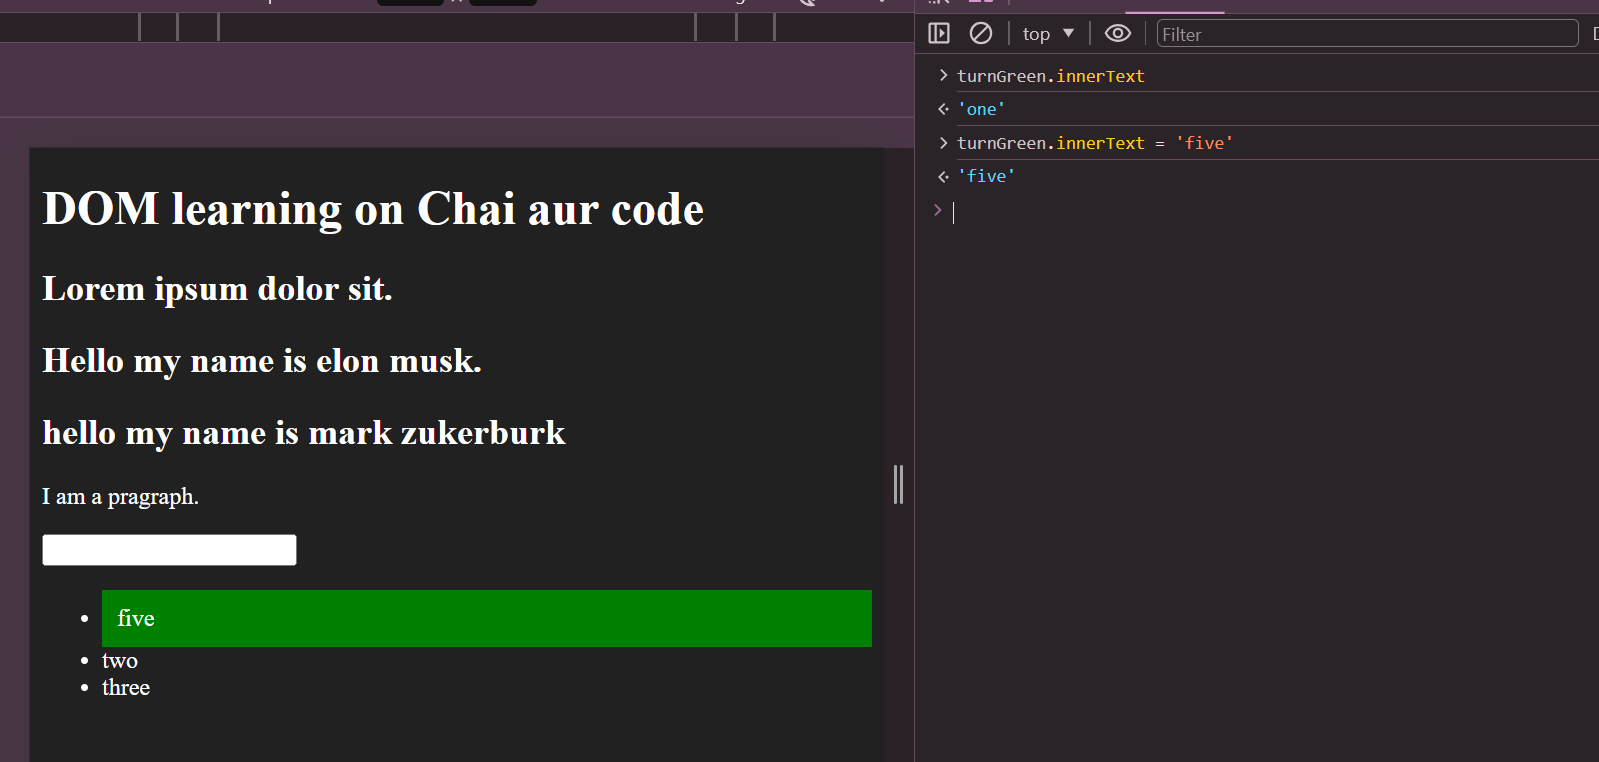 DOM learning on Chai aur code
Lorem ipsum dolor sit.
Hello my name is elon musk.
hello my name is mark zukerburk
I am a pragraph.
five
two
three
top
Filter
turnGreen.innerText
'one'
turnGreen.innerText = 'five'
'five'